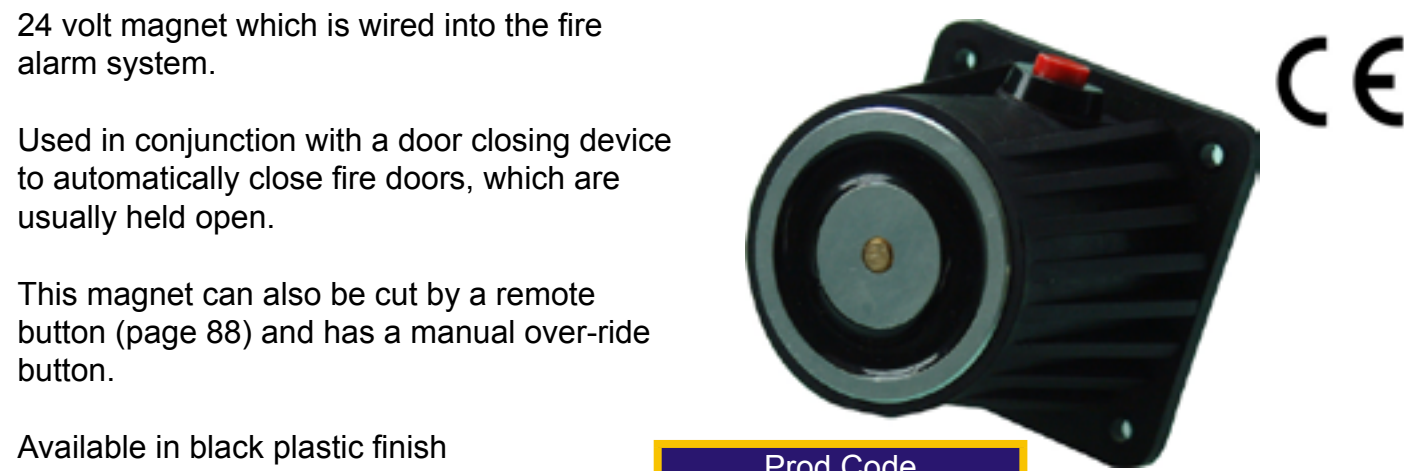 24 volt magnet which is wired into the fire
alarm system.
Used in conjunction with a door closing device
to automatically close fire doors, which are
usually held open.
This magnet can also be cut by a remote
button (page 88) and has a manual over-ride
button.
Available in black plastic finish
CE
Prod Code